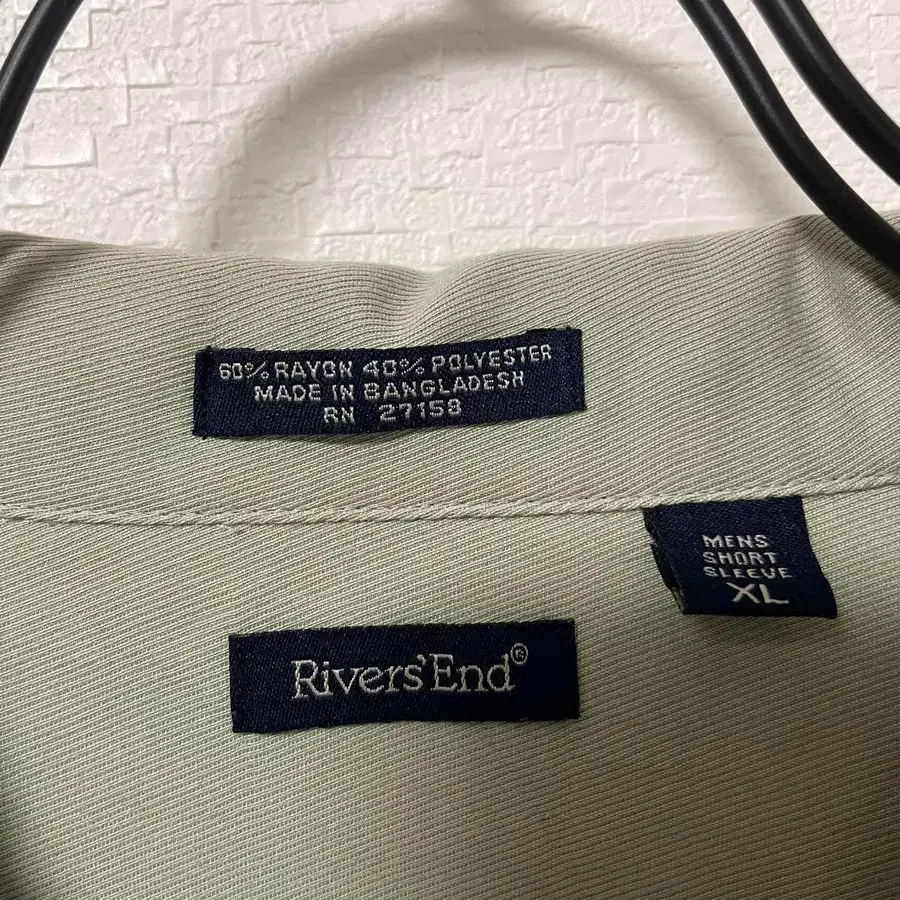 60% RAYON 40% POLYESTER
MADE IN BANGLADESH
RN 27158
MENS
SHORT
SLEEVE
XL
Rivers'End®